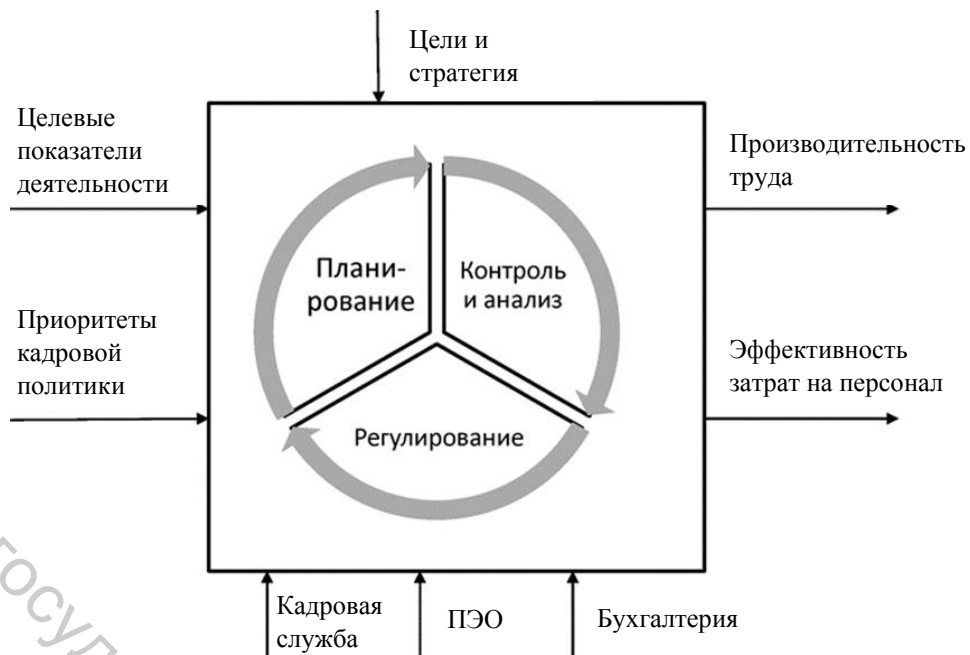 Цели и
стратегия
Целевые
показатели
деятельности
Производительность
труда
Плани-
рование
Контроль
и анализ
Приоритеты
кадровой
политики
Эффективность
затрат на персонал
Регулирование
Кадровая
служба
ПЭО
Бухгалтерия